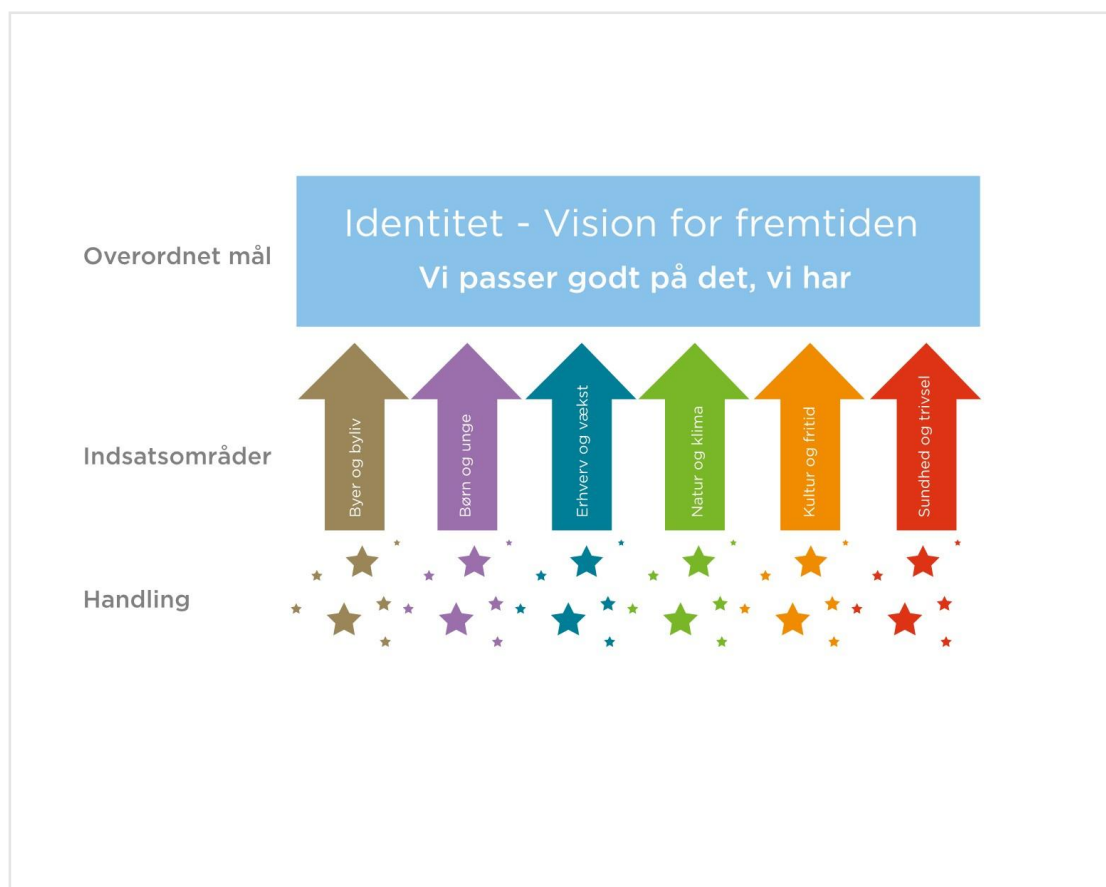 Overordnet mål
Identitet - Vision for fremtiden
Vi passer godt på det, vi har
Indsatsområder
Byer og byliv
Børn og unge
Erhverv og vækst
Natur og klima
Kultur og fritid
Sundhed og trivsel
Handling